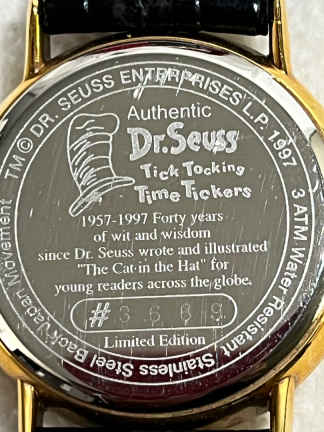 TM © DR. SEUSS ENTERPRISES L.P. 1997
3 ATM Water Resistant
Stainless Steel Back Japan Movement
Authentic
Dr. Seuss
Tick Tocking
Time Tickers
1957-1997 Forty years
of wit and wisdom
since Dr. Seuss wrote and illustrated
"The Cat in the Hat" for
young readers across the globe.
# 3689
Limited Edition